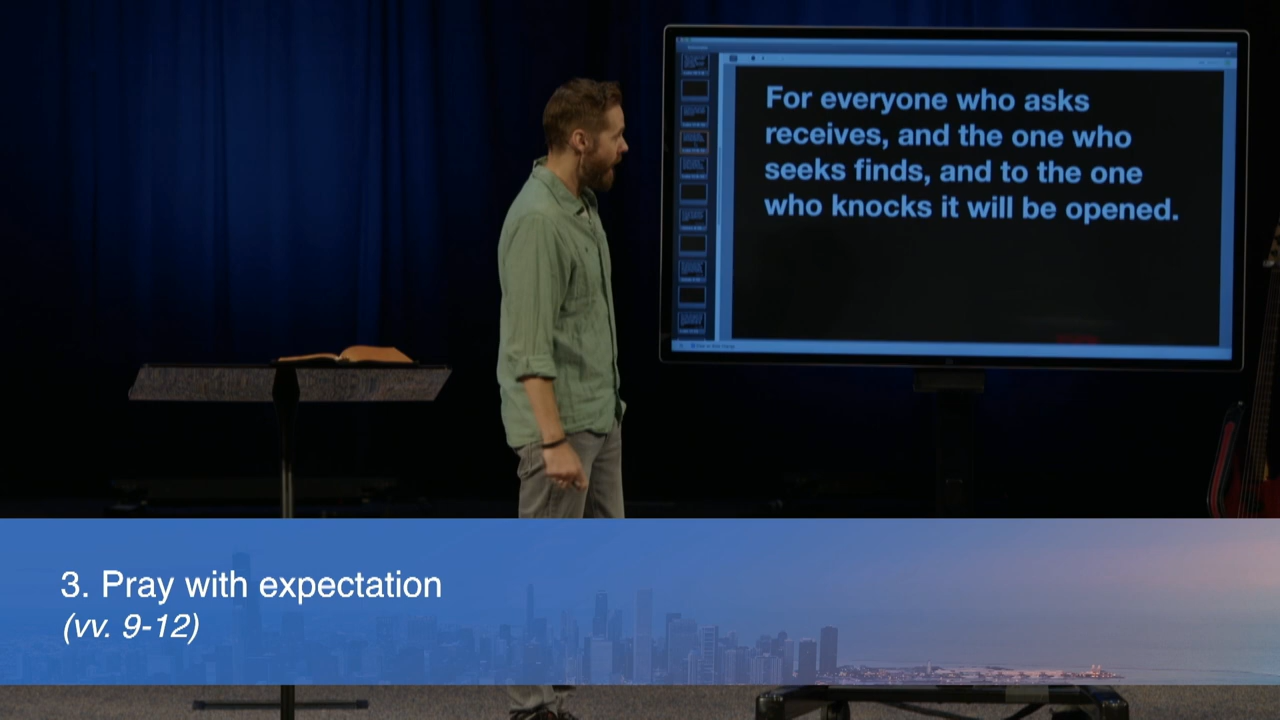 For everyone who asks
receives, and the one who
seeks finds, and to the one
who knocks it will be opened.
3. Pray with expectation
(vv. 9-12)